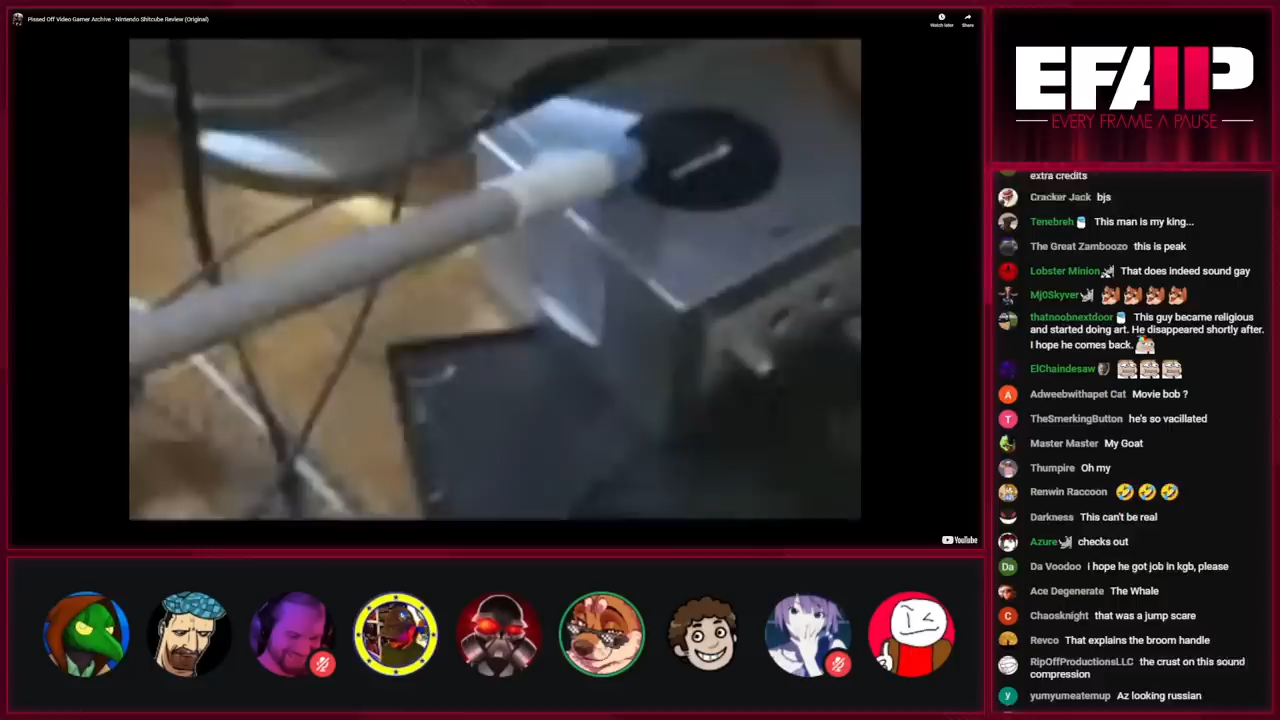 Pissed Off Video Gamer Archive - Nintendo Shitcube Review (Original)
Watch later
Share
YouTube
EFAP
EVERY FRAME A PAUSE
extra credits
Cracker Jack bjs
Tenebreh This man is my king...
The Great Zamboozo this is peak
Lobster Minion That does indeed sound gay
Mj0Skyver
thatnoobnextdoor This guy became religious
and started doing art. He disappeared shortly after.
I hope he comes back.
ElChaindesaw
A Adweebwithapet Cat Movie bob ?
T TheSmerkingButton he's so vacillated
Master Master My Goat
Thumpire Oh my
Renwin Raccoon
Darkness This can't be real
Azure checks out
Da Da Voodoo i hope he got job in kgb, please
Ace Degenerate The Whale
C Chaosknight that was a jump scare
Revco That explains the broom handle
RipOffProductionsLLC the crust on this sound
compression
y yumyumeatemup Az looking russian